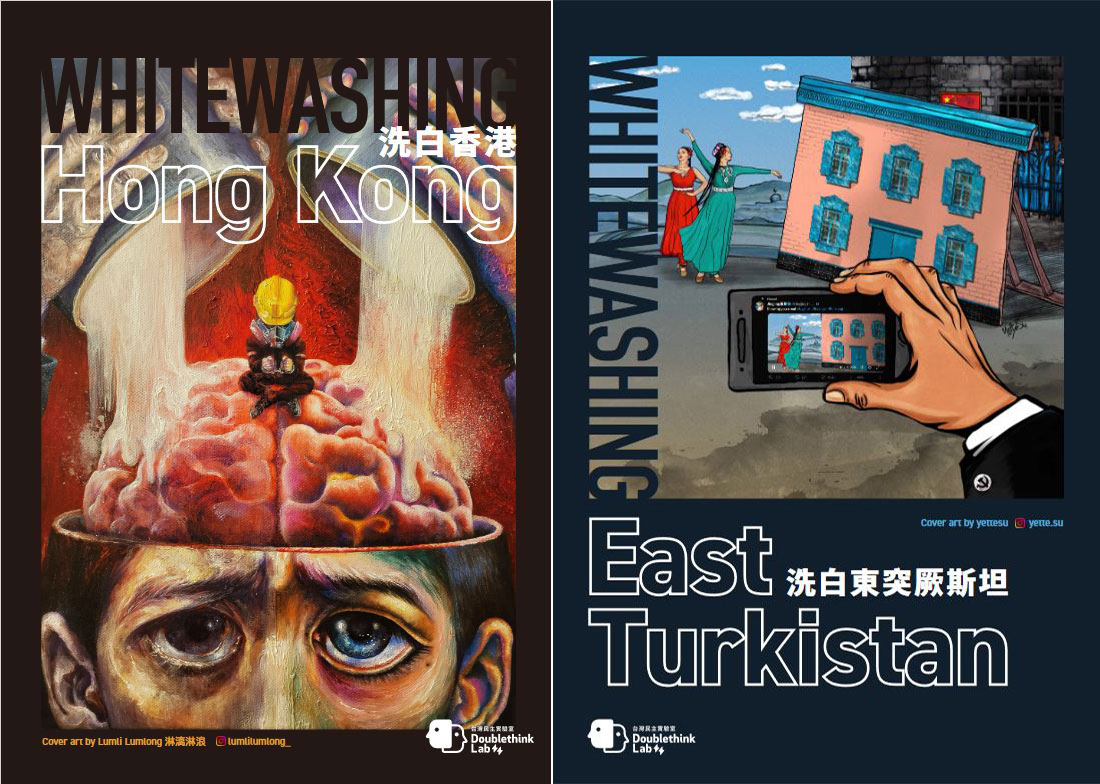 WHITEWASHING
洗白香港
Hong Kong
Cover art by Lumli Lumlong 淋漓淋浪 lumlilumlong_
台灣民主實驗室
Doublethink
Lab
WHITEWASHING
Cover art by yettesu yette.su
East
洗白東突厥斯坦
Turkistan
台灣民主實驗室
Doublethink
Lab